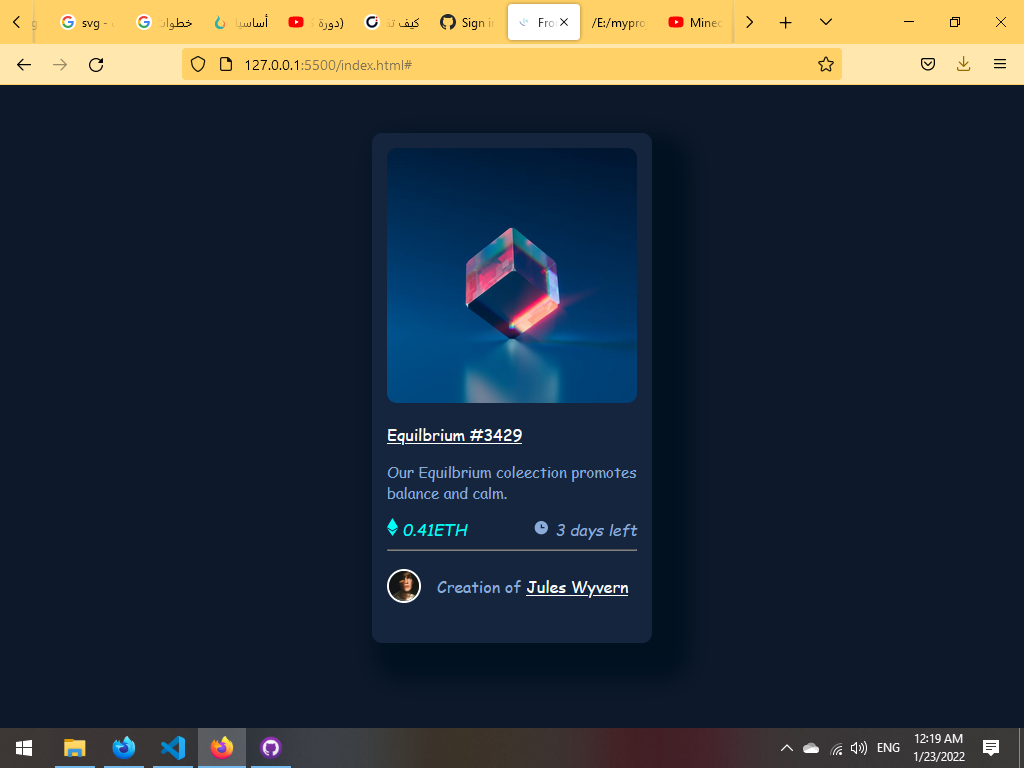 svg -
خطوات
أساسيا
(دورة
كيف
Sign in
Fro
/E:/mypro
Minec
127.0.0.1:5500/index.html#
Equilbrium #3429
Our Equilbrium coleection promotes
balance and calm.
0.41ETH
3 days left
Creation of Jules Wyvern
ENG
12:19 AM
1/23/2022